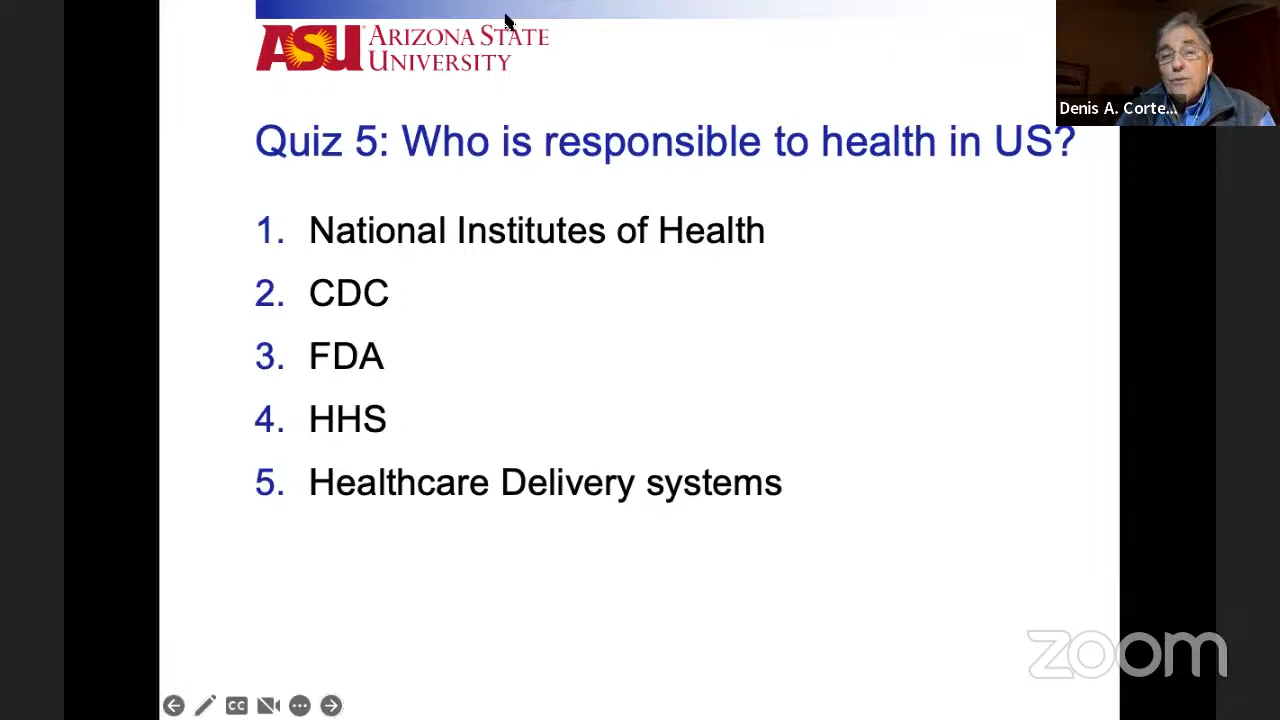 ASU ARIZONA STATE
UNIVERSITY
Denis A. Corte...
Quiz 5: Who is responsible to health in US?
1. National Institutes of Health
2. CDC
3. FDA
4. HHS
5. Healthcare Delivery systems
zoom
CC